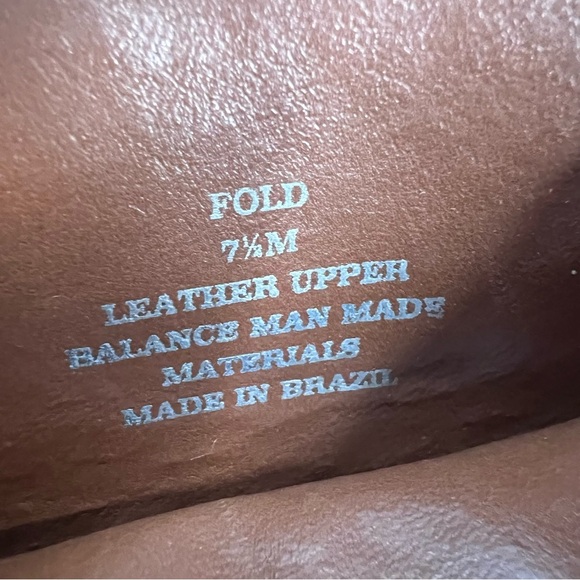 FOLD
7½M
LEATHER UPPER
BALANCE MAN MADE
MATERIALS
MADE IN BRAZIL